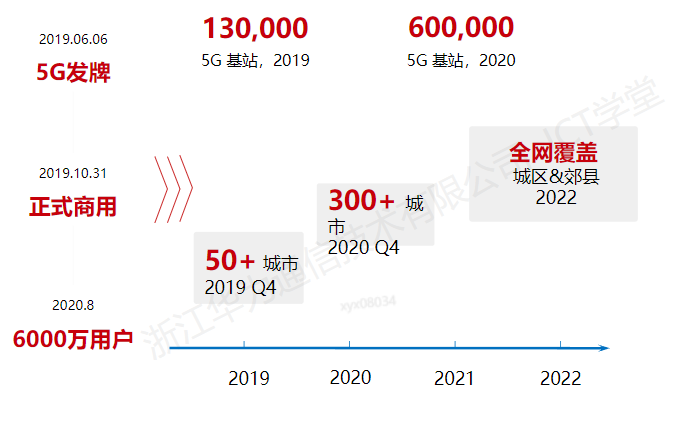 2019.06.06
5G发牌
130,000
5G 基站，2019
600,000
5G 基站，2020
2019.10.31
正式商用
50+ 城市
2019 Q4
300+ 城
市
2020 Q4
全网覆盖
城区&郊县
2022
2020.8
6000万用户
2019
2020
2021
2022
浙江华为通信技术有限公司 ICT学堂
xyx08034